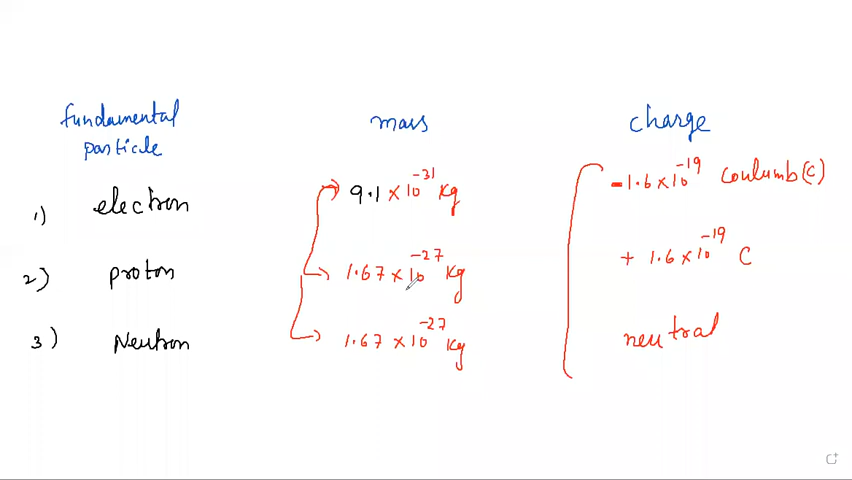 fundamental particle mass charge
1) electron 9.1 × 10⁻³¹ Kg -1.6 × 10⁻¹⁹ coulumb (C)
2) proton 1.67 × 10⁻²⁷ Kg + 1.6 × 10⁻¹⁹ C
3) Neutron 1.67 × 10⁻²⁷ Kg neutral